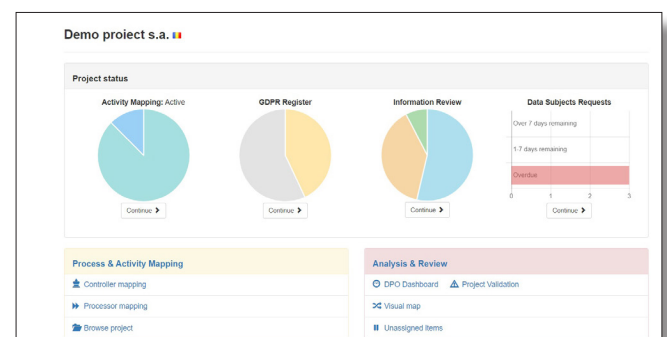 Demo proiect s.a.
Project status
Activity Mapping: Active
GDPR Register
Information Review
Data Subjects Requests
Over 7 days remaining
1-7 days remaining
Overdue
0 1 2 3
Continue
Continue
Continue
Continue
Process & Activity Mapping
Analysis & Review
Controller mapping
DPO Dashboard Project Validation
Processor mapping
Visual map
Browse project
Unassigned items